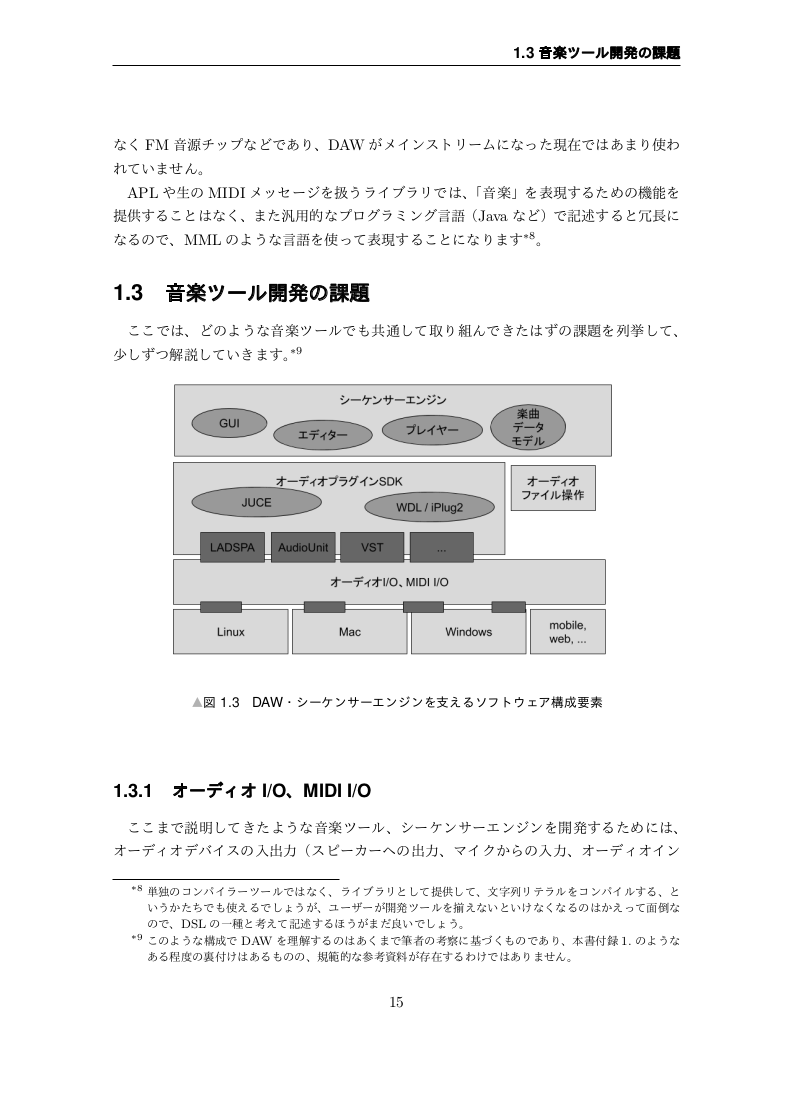 1.3 音楽ツール開発の課題
なく FM 音源チップなどであり、DAW がメインストリームになった現在ではあまり使わ
れていません。
APL や生の MIDI メッセージを扱うライブラリでは、「音楽」を表現するための機能を
提供することはなく、また汎用的なプログラミング言語（Java など）で記述すると冗長に
なるので、MML のような言語を使って表現することになります*8。
1.3 音楽ツール開発の課題
ここでは、どのような音楽ツールでも共通して取り組んできたはずの課題を列挙して、
少しずつ解説していきます。*9
シーケンサーエンジン
GUI
エディター
プレイヤー
楽曲
データ
モデル
オーディオプラグインSDK
JUCE
WDL / iPlug2
オーディオ
ファイル操作
LADSPA
AudioUnit
VST
...
オーディオI/O、MIDI I/O
Linux
Mac
Windows
mobile,
web, ...
▲図 1.3 DAW・シーケンサーエンジンを支えるソフトウェア構成要素
1.3.1 オーディオ I/O、MIDI I/O
ここまで説明してきたような音楽ツール、シーケンサーエンジンを開発するためには、
オーディオデバイスの入出力（スピーカーへの出力、マイクからの入力、オーディオイン
*8 単独のコンパイラーツールではなく、ライブラリとして提供して、文字列リテラルをコンパイルする、と
いうかたちでも使えるでしょうが、ユーザーが開発ツールを揃えないといけなくなるのはかえって面倒な
ので、DSL の一種と考えて記述するほうがまだ良いでしょう。
*9 このような構成で DAW を理解するのはあくまで筆者の考察に基づくものであり、本書付録 1. のような
ある程度の裏付けはあるものの、規範的な参考資料が存在するわけではありません。
15